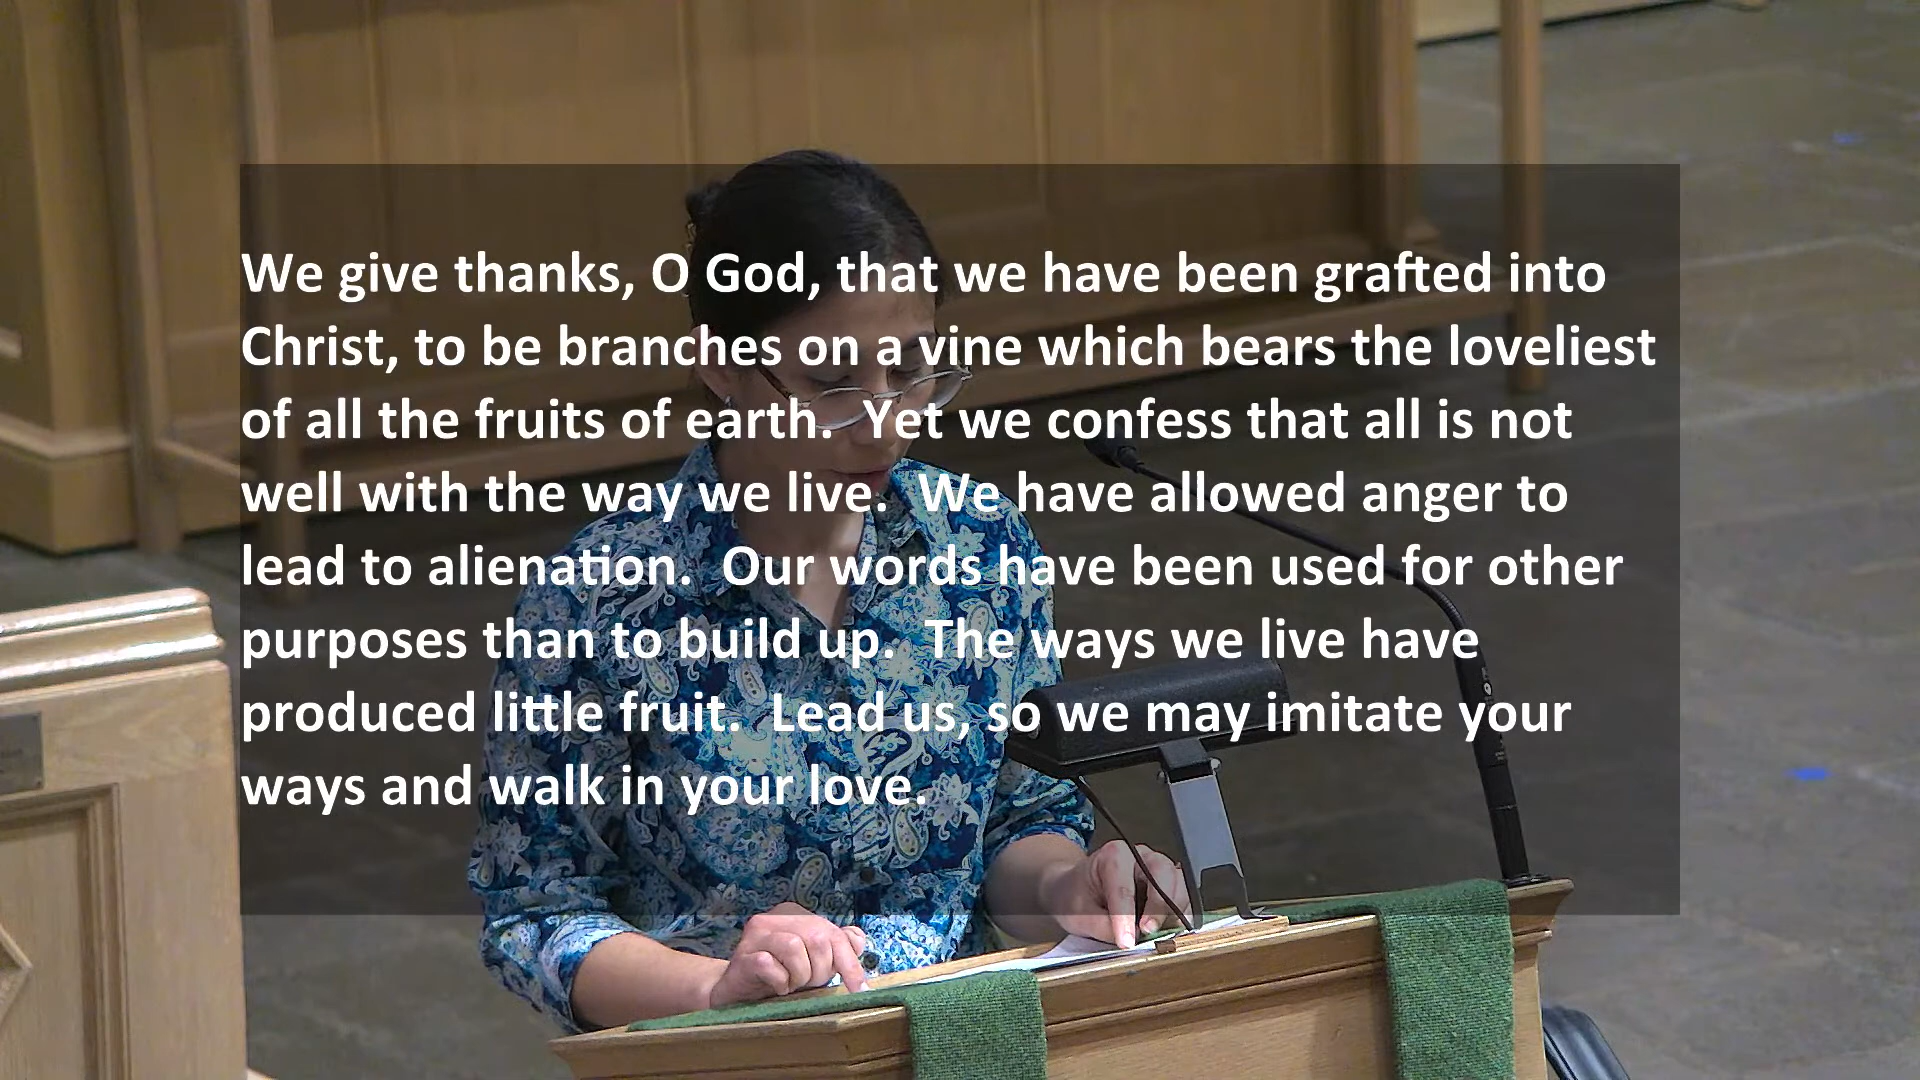 We give thanks, O God, that we have been grafted into
Christ, to be branches on a vine which bears the loveliest
of all the fruits of earth.  Yet we confess that all is not
well with the way we live.  We have allowed anger to
lead to alienation.  Our words have been used for other
purposes than to build up.  The ways we live have
produced little fruit.  Lead us, so we may imitate your
ways and walk in your love.